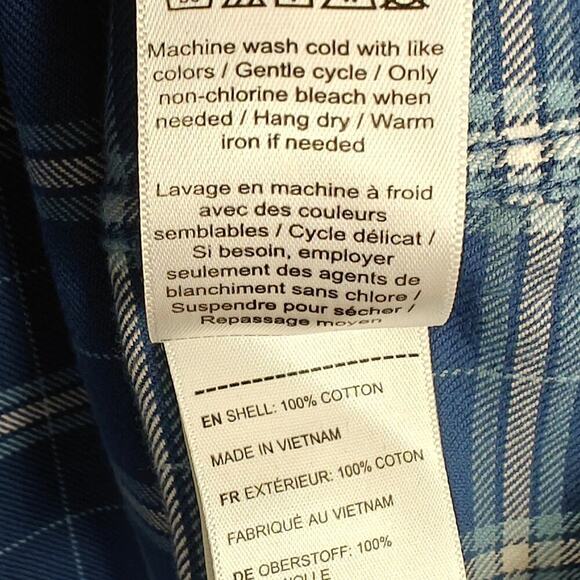 Machine wash cold with like
colors / Gentle cycle / Only
non-chlorine bleach when
needed / Hang dry / Warm
iron if needed
Lavage en machine à froid
avec des couleurs
semblables / Cycle délicat /
Si besoin, employer
seulement des agents de
blanchiment sans chlore /
Suspendre pour sécher /
Repassage moyen
EN SHELL: 100% COTTON
MADE IN VIETNAM
FR EXTÉRIEUR: 100% COTON
FABRIQUÉ AU VIETNAM
DE OBERSTOFF: 100%